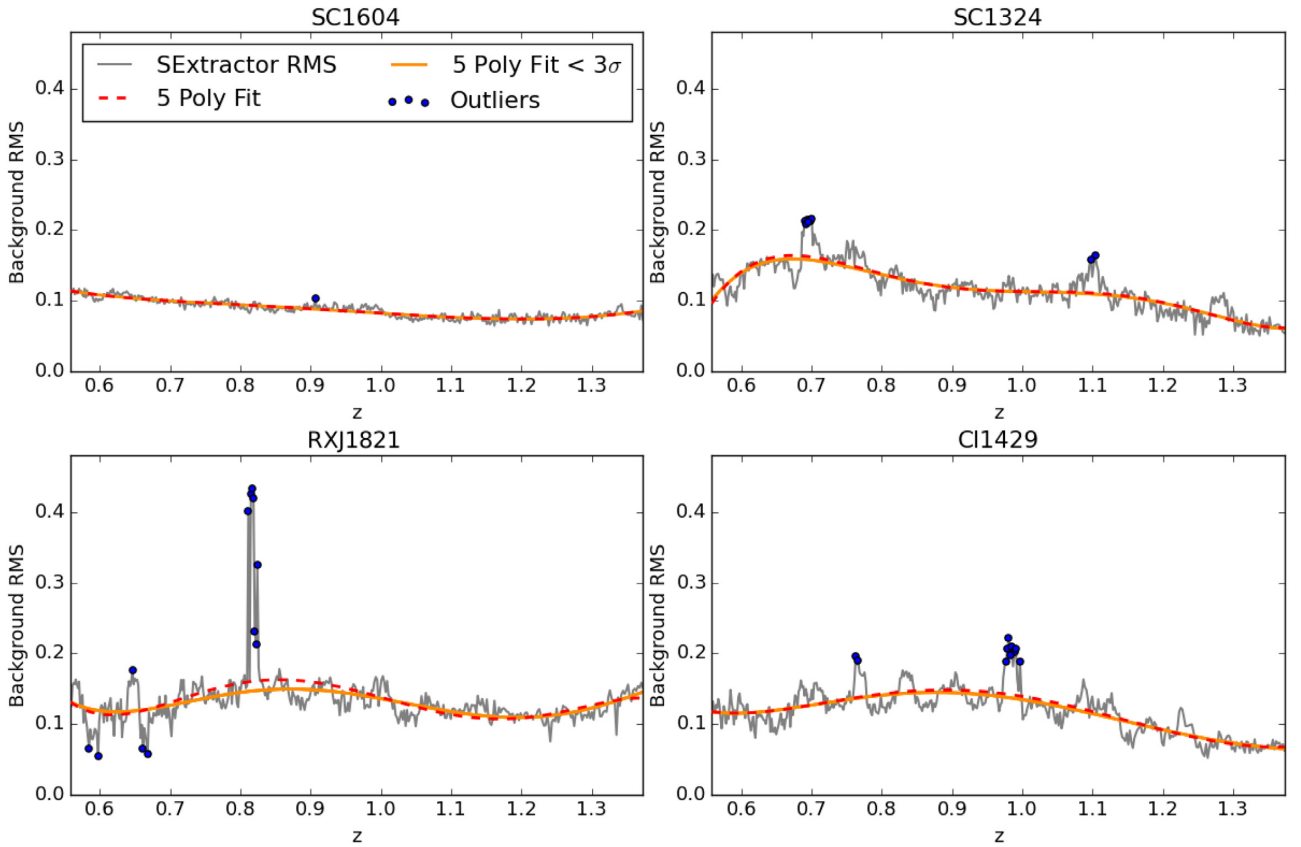 SC1604
SExtractor RMS
5 Poly Fit < 3σ
5 Poly Fit
Outliers
Background RMS
0.4
0.3
0.2
0.1
0.0
0.6 0.7 0.8 0.9 1.0 1.1 1.2 1.3
z
SC1324
Background RMS
0.4
0.3
0.2
0.1
0.0
0.6 0.7 0.8 0.9 1.0 1.1 1.2 1.3
z
RXJ1821
Background RMS
0.4
0.3
0.2
0.1
0.0
0.6 0.7 0.8 0.9 1.0 1.1 1.2 1.3
z
Cl1429
Background RMS
0.4
0.3
0.2
0.1
0.0
0.6 0.7 0.8 0.9 1.0 1.1 1.2 1.3
z